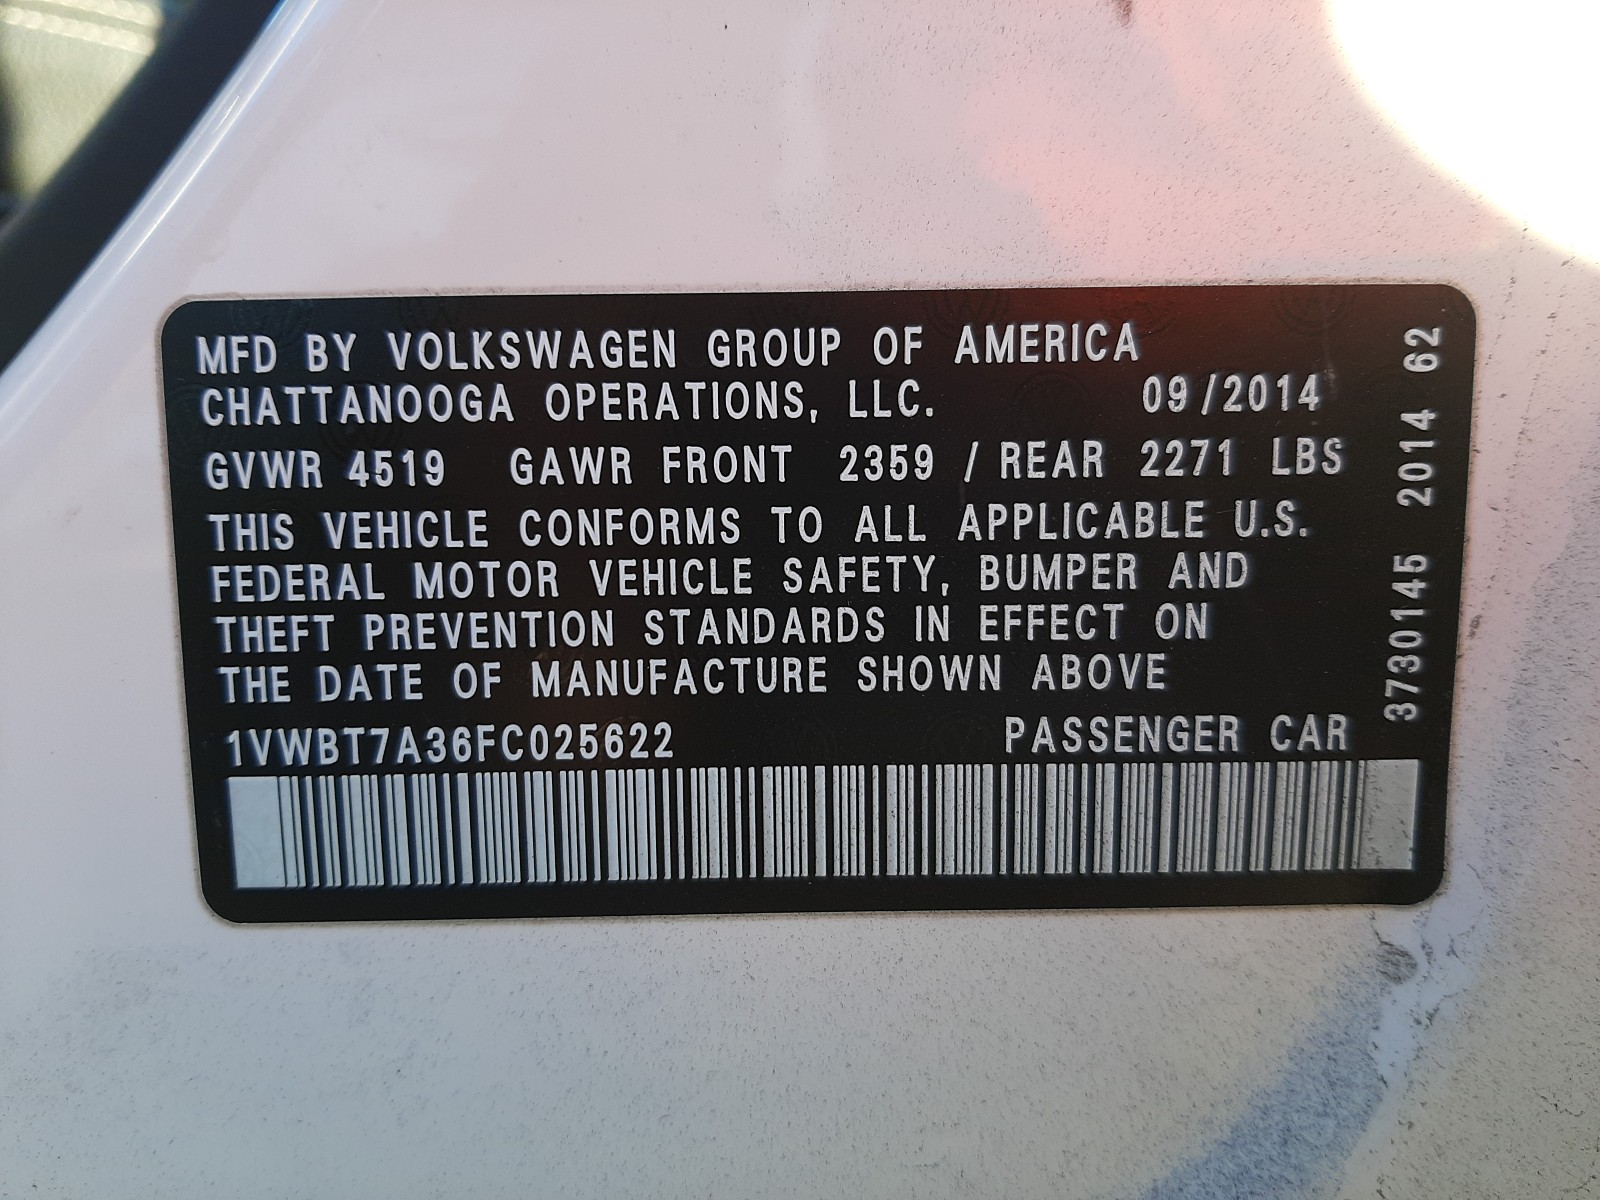 MFD BY VOLKSWAGEN GROUP OF AMERICA
CHATTANOOGA OPERATIONS, LLC. 09/2014
GVWR 4519 GAWR FRONT 2359 / REAR 2271 LBS
THIS VEHICLE CONFORMS TO ALL APPLICABLE U.S.
FEDERAL MOTOR VEHICLE SAFETY, BUMPER AND
THEFT PREVENTION STANDARDS IN EFFECT ON
THE DATE OF MANUFACTURE SHOWN ABOVE
1VWBT7A36FC025622 PASSENGER CAR
3730145 2014 62